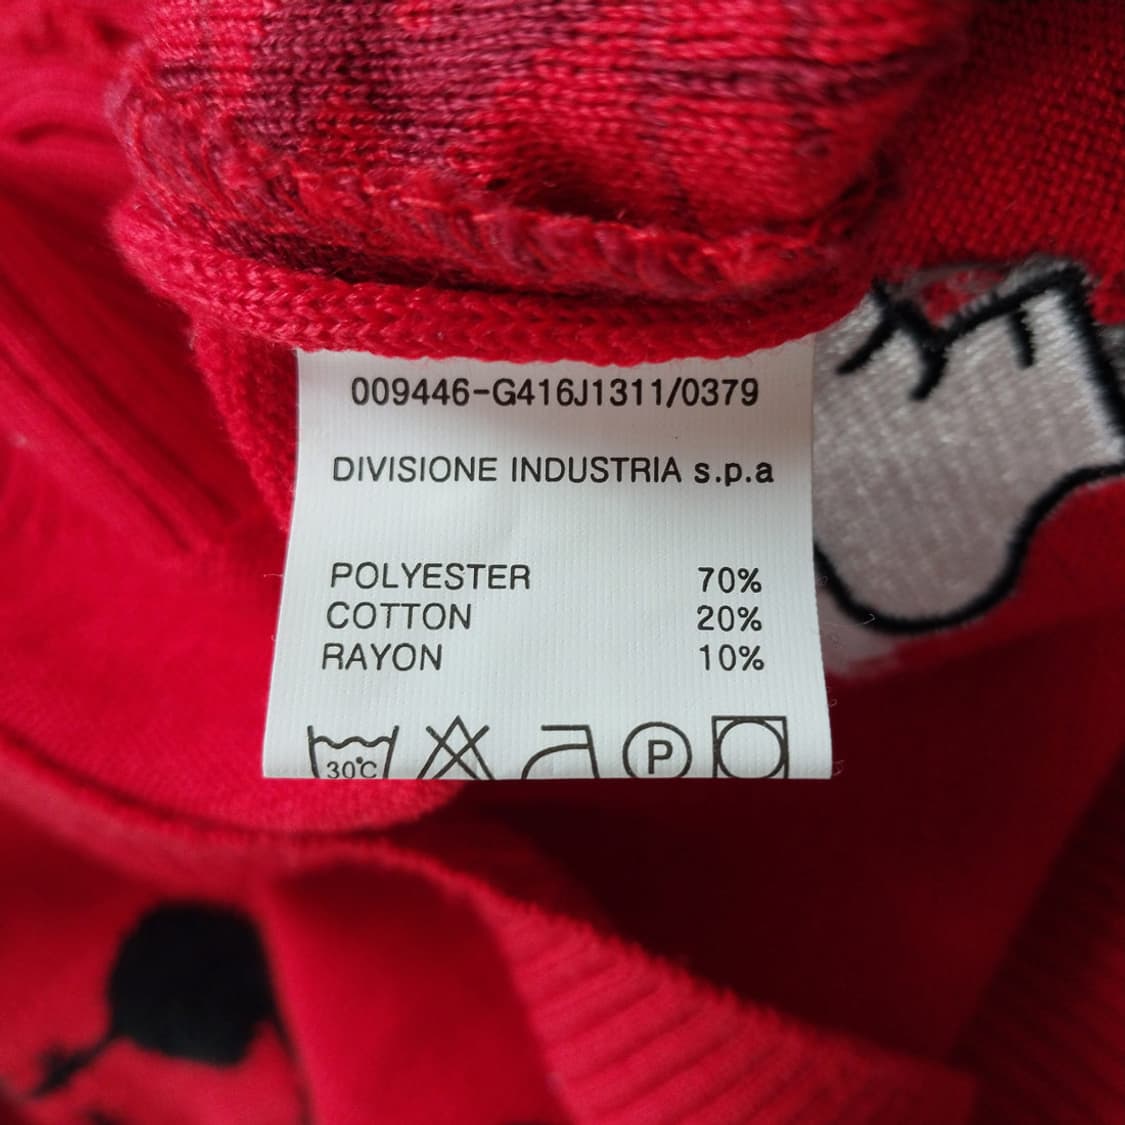 009446-G416J1311/0379
DIVISIONE INDUSTRIA s.p.a
POLYESTER 70%
COTTON 20%
RAYON 10%
30℃ P